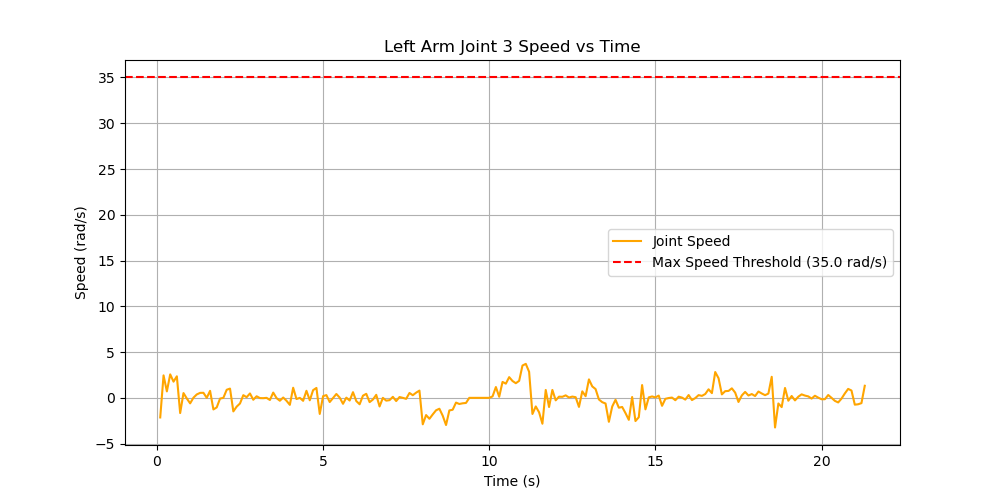 Left Arm Joint 3 Speed vs Time
35
30
25
20
15
10
5
0
−5
Speed (rad/s)
Joint Speed
Max Speed Threshold (35.0 rad/s)
0 5 10 15 20
Time (s)